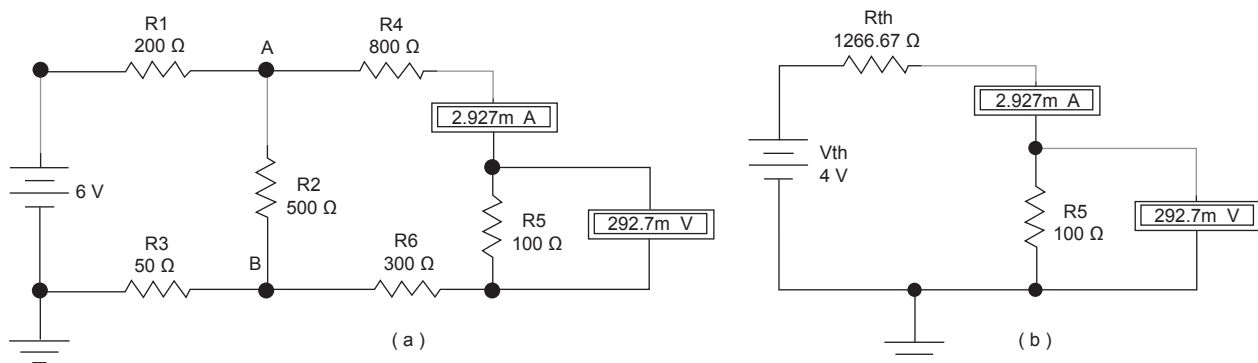 R1
200 Ω
A
R4
800 Ω
2.927m A
6 V
R2
500 Ω
R5
100 Ω
292.7m V
R3
50 Ω
B
R6
300 Ω
( a )
Rth
1266.67 Ω
2.927m A
Vth
4 V
R5
100 Ω
292.7m V
( b )